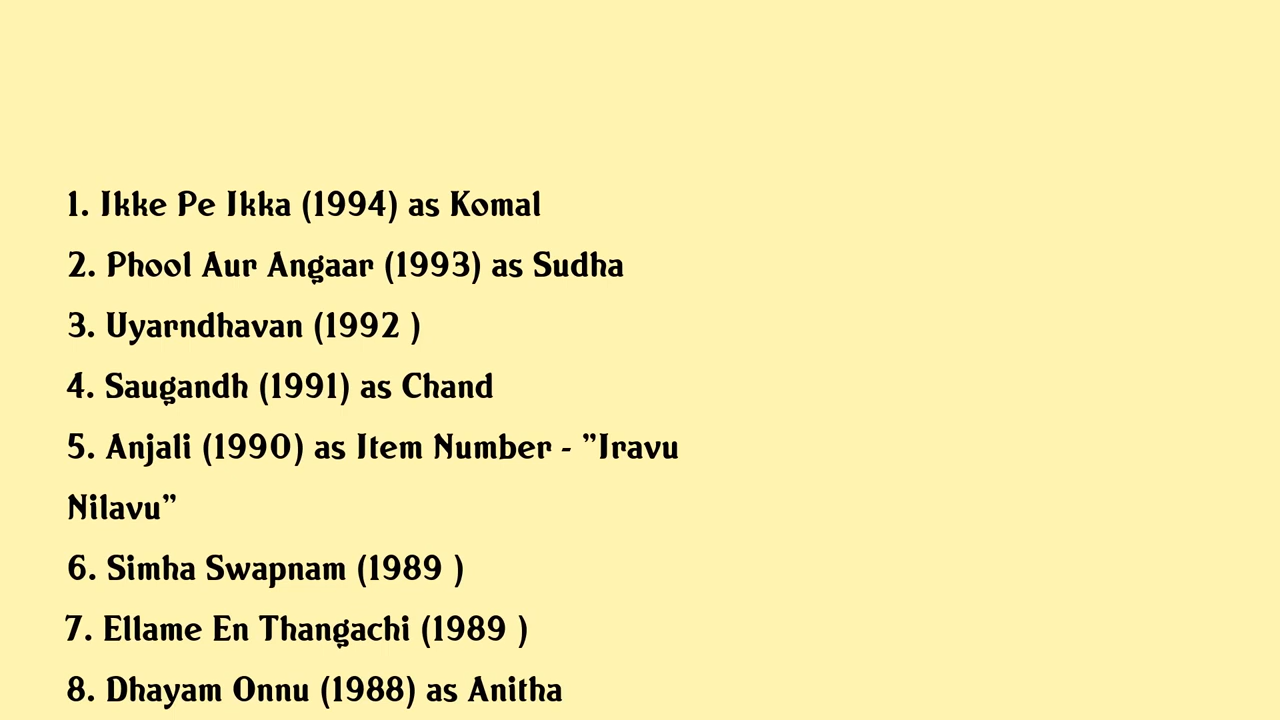 1. Ikke Pe Ikka (1994) as Komal
2. Phool Aur Angaar (1993) as Sudha
3. Uyarndhavan (1992 )
4. Saugandh (1991) as Chand
5. Anjali (1990) as Item Number - ”Iravu
Nilavu”
6. Simha Swapnam (1989 )
7. Ellame En Thangachi (1989 )
8. Dhayam Onnu (1988) as Anitha